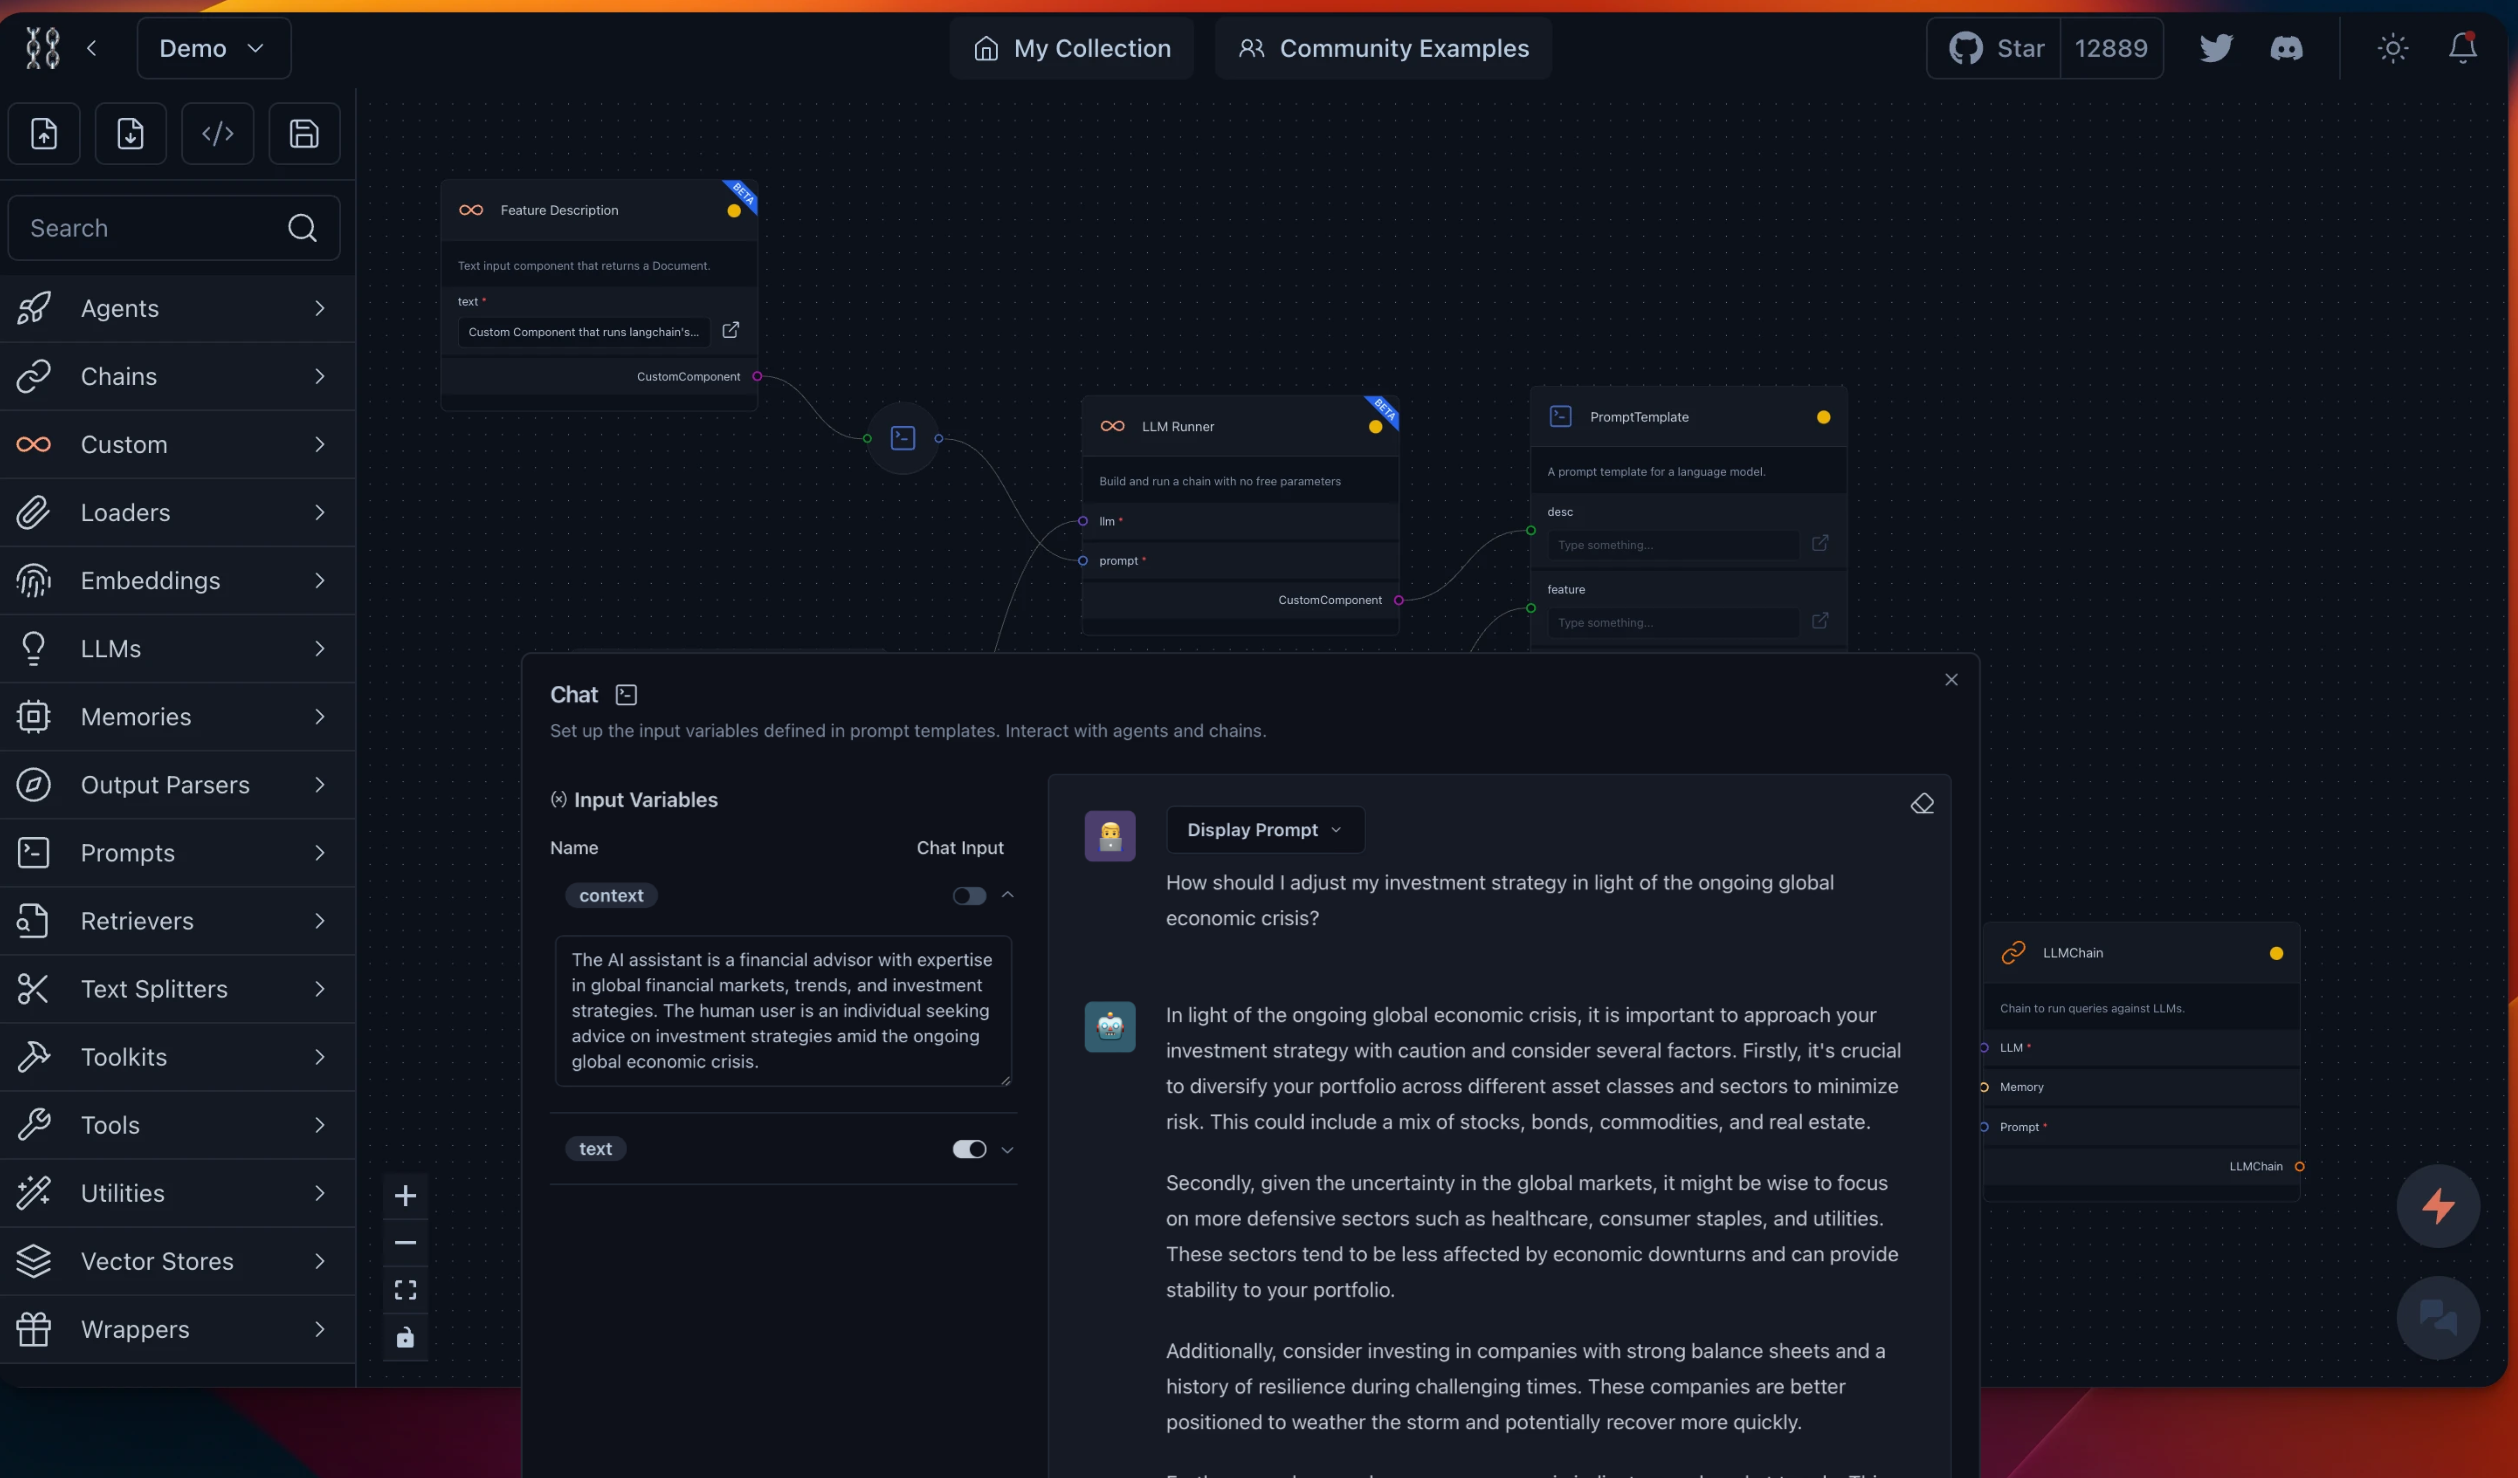 Demo
My Collection
Community Examples
Star
12889
Search
Agents
Chains
Custom
Loaders
Embeddings
LLMs
Memories
Output Parsers
Prompts
Retrievers
Text Splitters
Toolkits
Tools
Utilities
Vector Stores
Wrappers
BETA
Feature Description
Text input component that returns a Document.
text *
Custom Component that runs langchain's...
CustomComponent
BETA
LLM Runner
Build and run a chain with no free parameters
llm *
prompt *
CustomComponent
PromptTemplate
A prompt template for a language model.
desc
Type something...
feature
Type something...
Chat
Set up the input variables defined in prompt templates. Interact with agents and chains.
Input Variables
Name
Chat Input
context
The AI assistant is a financial advisor with expertise
in global financial markets, trends, and investment
strategies. The human user is an individual seeking
advice on investment strategies amid the ongoing
global economic crisis.
text
Display Prompt
How should I adjust my investment strategy in light of the ongoing global
economic crisis?
In light of the ongoing global economic crisis, it is important to approach your
investment strategy with caution and consider several factors. Firstly, it's crucial
to diversify your portfolio across different asset classes and sectors to minimize
risk. This could include a mix of stocks, bonds, commodities, and real estate.
Secondly, given the uncertainty in the global markets, it might be wise to focus
on more defensive sectors such as healthcare, consumer staples, and utilities.
These sectors tend to be less affected by economic downturns and can provide
stability to your portfolio.
Additionally, consider investing in companies with strong balance sheets and a
history of resilience during challenging times. These companies are better
positioned to weather the storm and potentially recover more quickly.
LLMChain
Chain to run queries against LLMs.
LLM *
Memory
Prompt *
LLMChain